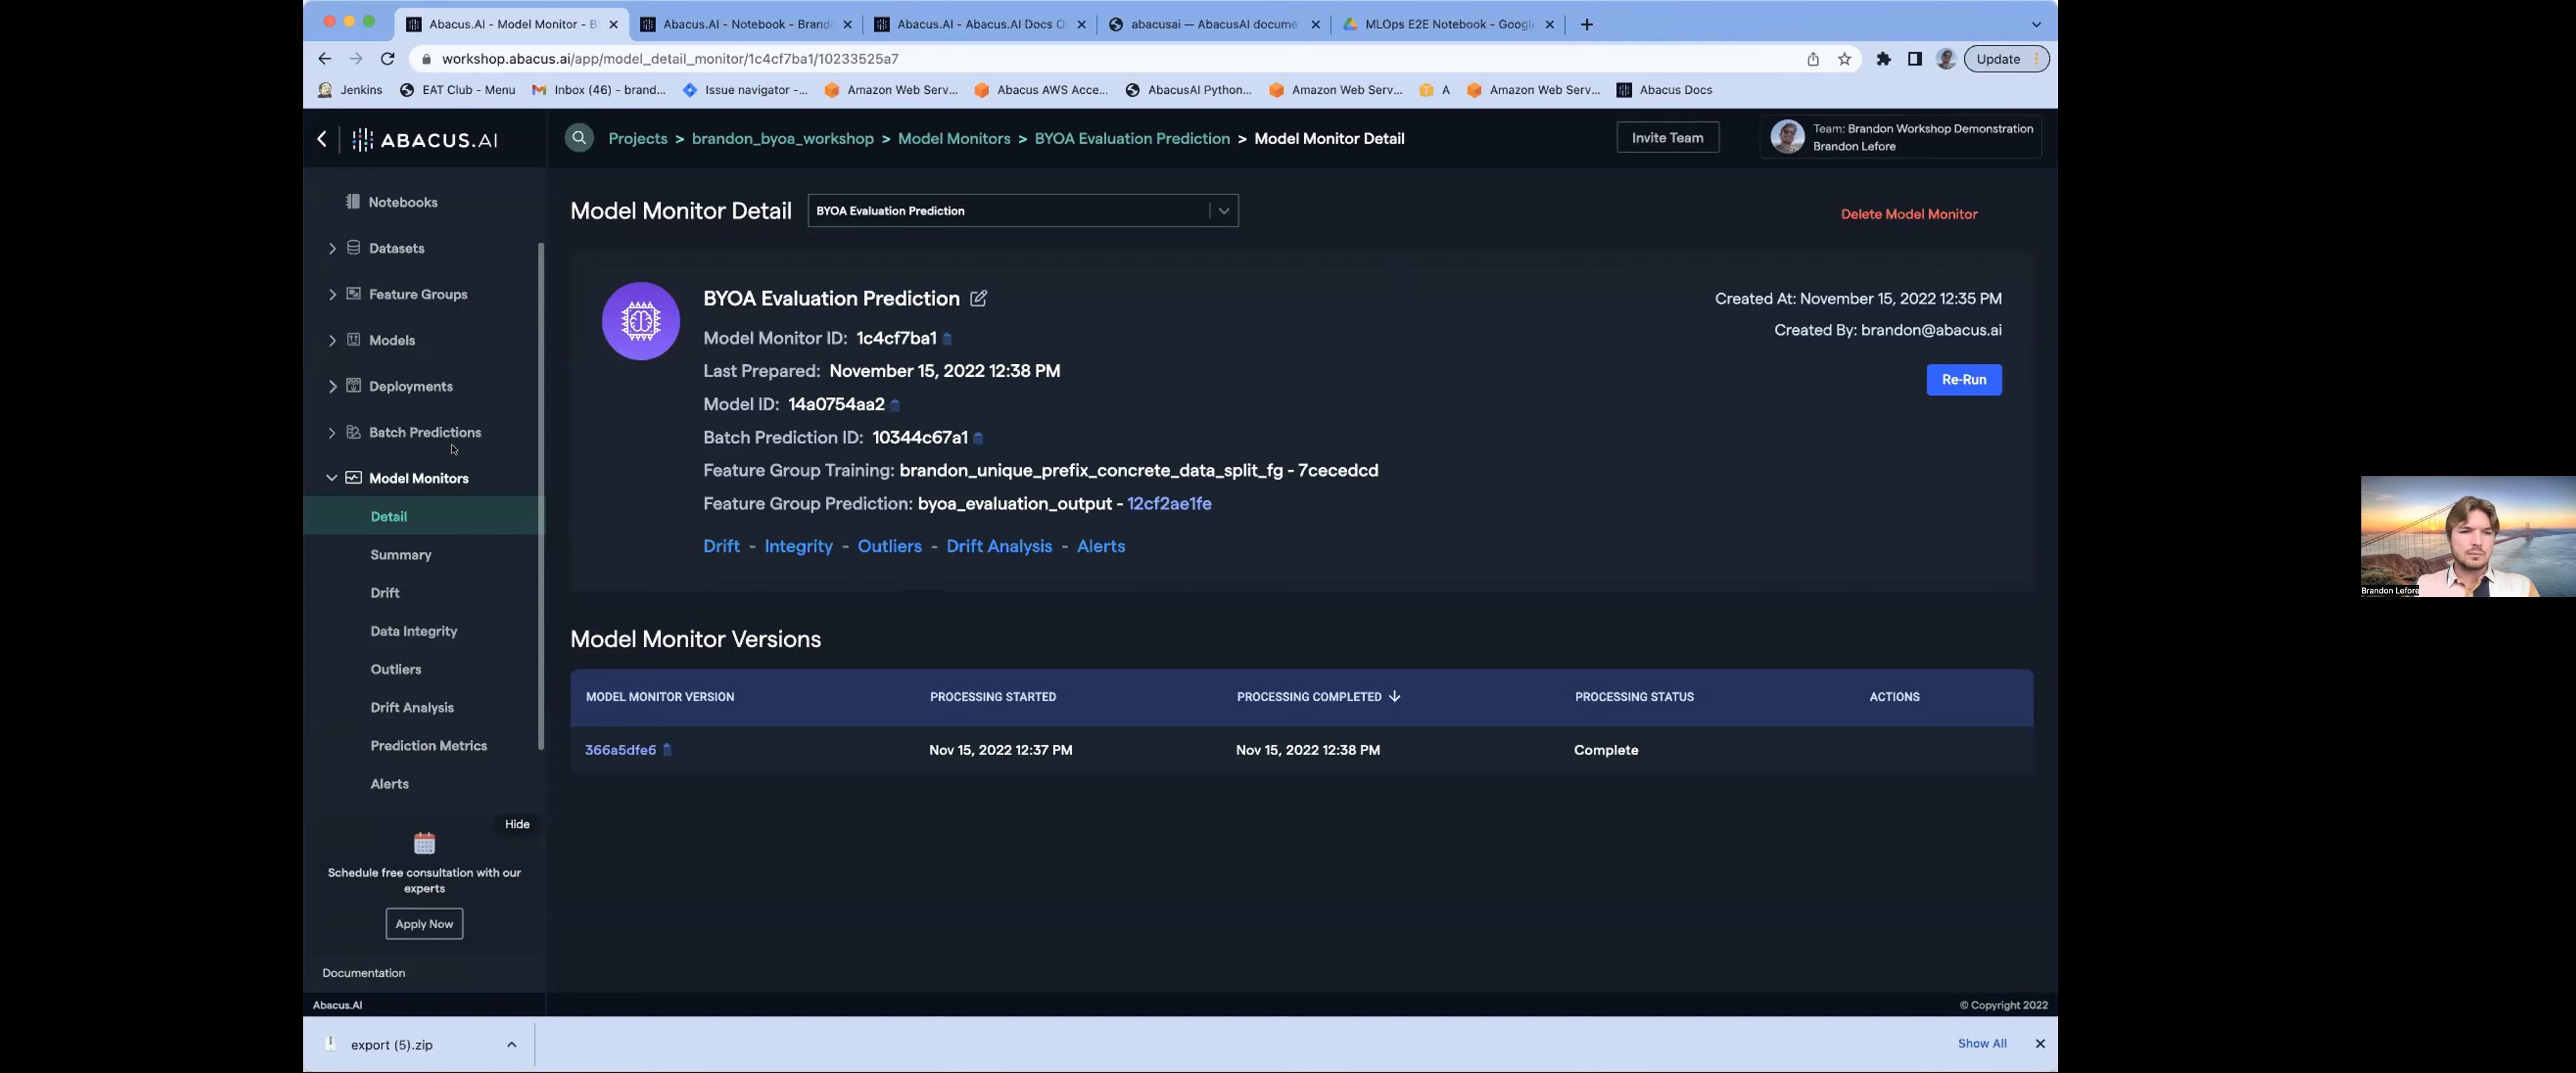 Abacus.AI - Model Monitor - B
Abacus.AI - Notebook - Brand
Abacus.AI - Abacus.AI Docs O
abacusai — AbacusAI docume
MLOps E2E Notebook - Google
workshop.abacus.ai/app/model_detail_monitor/1c4cf7ba1/10233525a7
Update
Jenkins
EAT Club - Menu
Inbox (46) - brand...
Issue navigator -...
Amazon Web Serv...
Abacus AWS Acce...
AbacusAI Python...
Amazon Web Serv...
A
Amazon Web Serv...
Abacus Docs
ABACUS.AI
Projects > brandon_byoa_workshop > Model Monitors > BYOA Evaluation Prediction > Model Monitor Detail
Invite Team
Team: Brandon Workshop Demonstration
Brandon Lefore
Notebooks
Datasets
Feature Groups
Models
Deployments
Batch Predictions
Model Monitors
Detail
Summary
Drift
Data Integrity
Outliers
Drift Analysis
Prediction Metrics
Alerts
Hide
Schedule free consultation with our
experts
Apply Now
Documentation
Model Monitor Detail
BYOA Evaluation Prediction
Delete Model Monitor
BYOA Evaluation Prediction
Created At: November 15, 2022 12:35 PM
Model Monitor ID: 1c4cf7ba1
Created By: brandon@abacus.ai
Last Prepared: November 15, 2022 12:38 PM
Re-Run
Model ID: 14a0754aa2
Batch Prediction ID: 10344c67a1
Feature Group Training: brandon_unique_prefix_concrete_data_split_fg - 7cecedcd
Feature Group Prediction: byoa_evaluation_output - 12cf2ae1fe
Drift - Integrity - Outliers - Drift Analysis - Alerts
Model Monitor Versions
MODEL MONITOR VERSION PROCESSING STARTED PROCESSING COMPLETED PROCESSING STATUS ACTIONS
366a5dfe6 Nov 15, 2022 12:37 PM Nov 15, 2022 12:38 PM Complete
Abacus.AI
© Copyright 2022
export (5).zip
Show All
Brandon Lefore